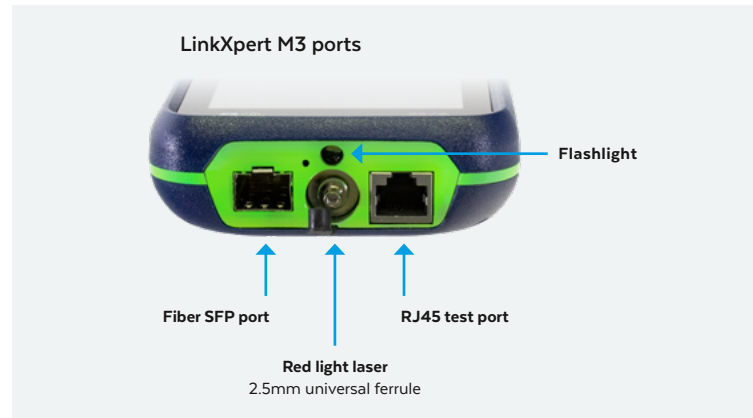 LinkXpert M3 ports
Flashlight
Fiber SFP port
RJ45 test port
Red light laser
2.5mm universal ferrule